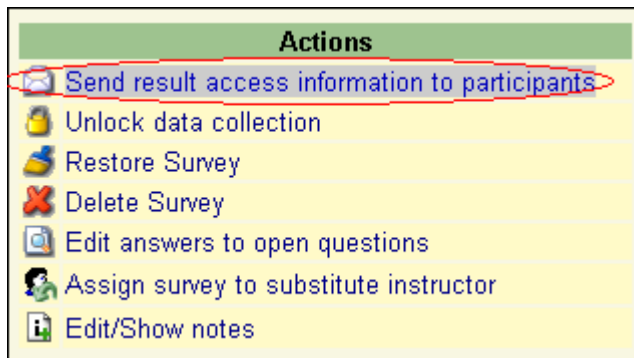 Actions
Send result access information to participants
Unlock data collection
Restore Survey
Delete Survey
Edit answers to open questions
Assign survey to substitute instructor
Edit/Show notes